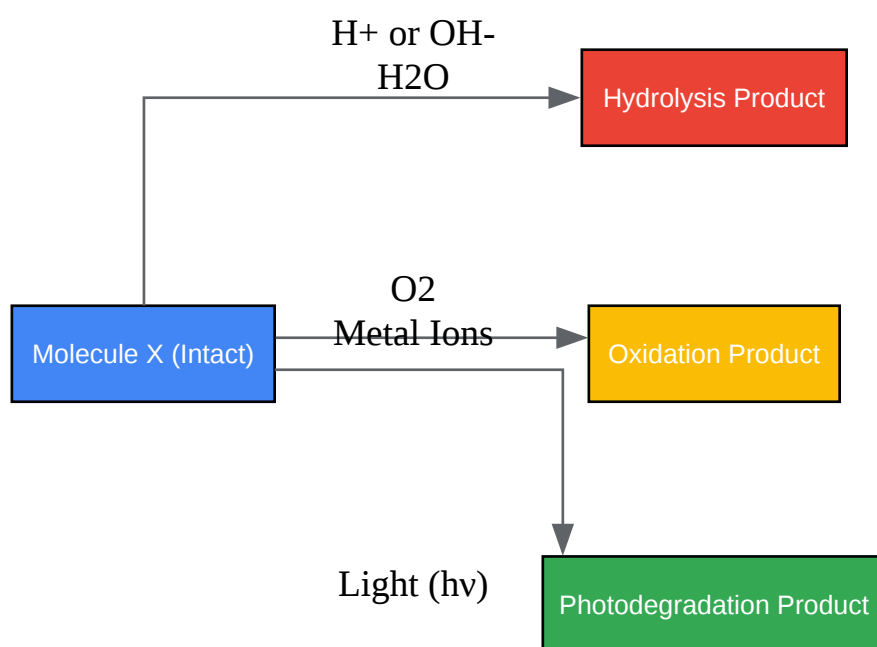 H+ or OH-
H2O
Hydrolysis Product
O2
Metal Ions
Molecule X (Intact)
Oxidation Product
Light (hν)
Photodegradation Product